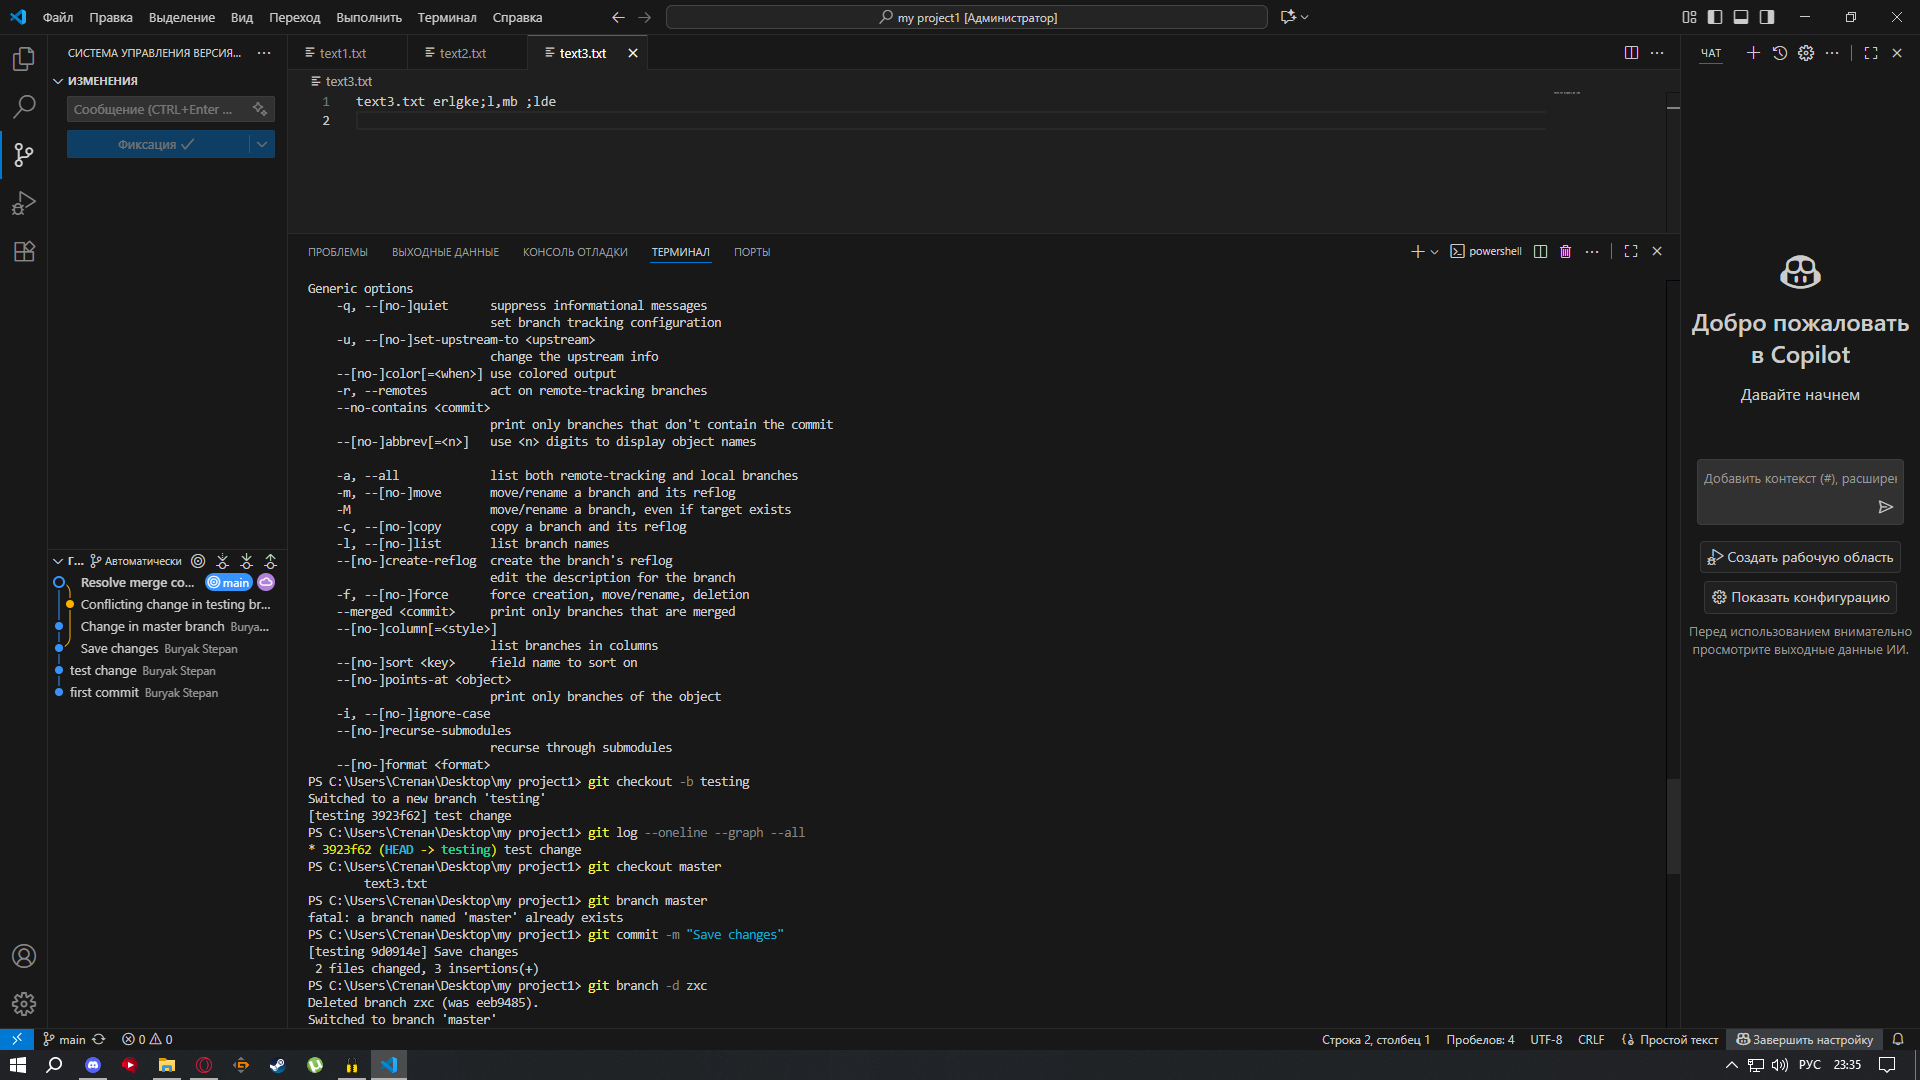 Файл Правка Выделение Вид Переход Выполнить Терминал Справка
my project1 [Администратор]
СИСТЕМА УПРАВЛЕНИЯ ВЕРСИЯ...
ИЗМЕНЕНИЯ
Сообщение (CTRL+Enter ...
Фиксация
Г... Автоматически
Resolve merge co... main
Conflicting change in testing br...
Change in master branch Burya...
Save changes Buryak Stepan
test change Buryak Stepan
first commit Buryak Stepan
text1.txt text2.txt text3.txt
text3.txt
1 text3.txt erlgke;l,mb ;lde
2
ПРОБЛЕМЫ ВЫХОДНЫЕ ДАННЫЕ КОНСОЛЬ ОТЛАДКИ ТЕРМИНАЛ ПОРТЫ
powershell
Generic options
-q, --[no-]quiet suppress informational messages
set branch tracking configuration
-u, --[no-]set-upstream-to <upstream>
change the upstream info
--[no-]color[=<when>] use colored output
-r, --remotes act on remote-tracking branches
--no-contains <commit>
print only branches that don't contain the commit
--[no-]abbrev[=<n>] use <n> digits to display object names
-a, --all list both remote-tracking and local branches
-m, --[no-]move move/rename a branch and its reflog
-M move/rename a branch, even if target exists
-c, --[no-]copy copy a branch and its reflog
-l, --[no-]list list branch names
--[no-]create-reflog create the branch's reflog
edit the description for the branch
-f, --[no-]force force creation, move/rename, deletion
--merged <commit> print only branches that are merged
--[no-]column[=<style>]
list branches in columns
--[no-]sort <key> field name to sort on
--[no-]points-at <object>
print only branches of the object
-i, --[no-]ignore-case
--[no-]recurse-submodules
recurse through submodules
--[no-]format <format>
PS C:\Users\Степан\Desktop\my project1> git checkout -b testing
Switched to a new branch 'testing'
[testing 3923f62] test change
PS C:\Users\Степан\Desktop\my project1> git log --oneline --graph --all
* 3923f62 (HEAD -> testing) test change
PS C:\Users\Степан\Desktop\my project1> git checkout master
text3.txt
PS C:\Users\Степан\Desktop\my project1> git branch master
fatal: a branch named 'master' already exists
PS C:\Users\Степан\Desktop\my project1> git commit -m "Save changes"
[testing 9d0914e] Save changes
2 files changed, 3 insertions(+)
PS C:\Users\Степан\Desktop\my project1> git branch -d zxc
Deleted branch zxc (was eeb9485).
Switched to branch 'master'
ЧАТ
Добро пожаловать
в Copilot
Давайте начнем
Добавить контекст (#), расширен
Создать рабочую область
Показать конфигурацию
Перед использованием внимательно
просмотрите выходные данные ИИ.
main 0 0
Строка 2, столбец 1 Пробелов: 4 UTF-8 CRLF Простой текст Завершить настройку
РУС 23:35